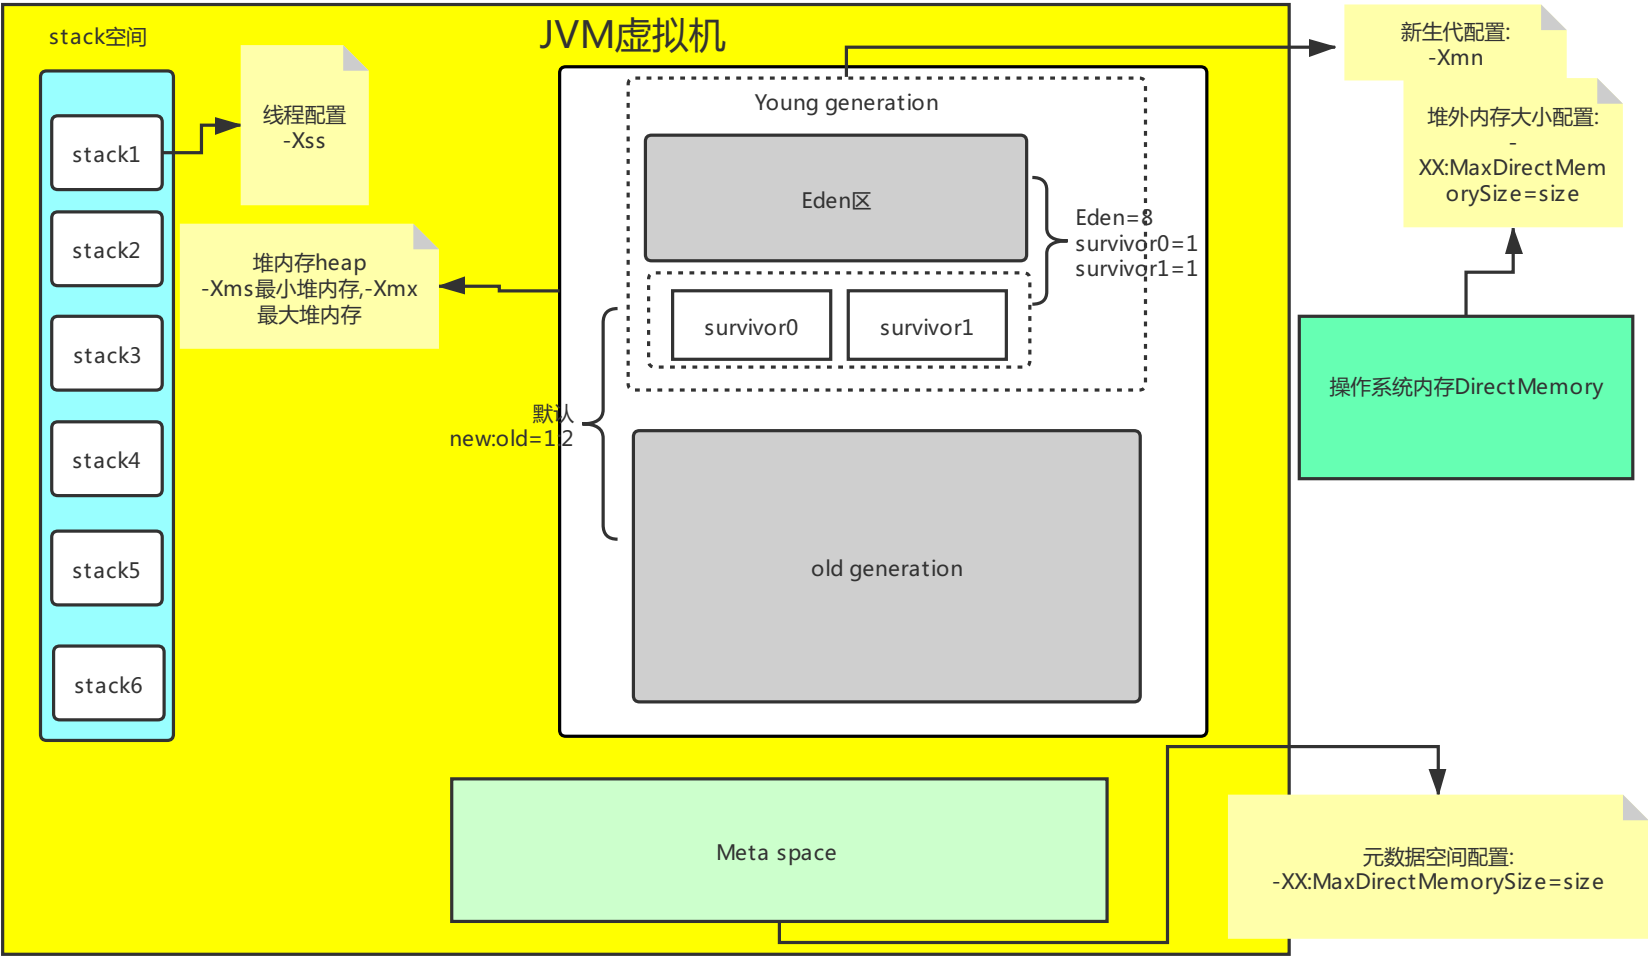 JVM虚拟机
stack空间
stack1
stack2
stack3
stack4
stack5
stack6
线程配置
-Xss
堆内存heap
-Xms最小堆内存,-Xmx
最大堆内存
Young generation
Eden区
survivor0
survivor1
Eden=8
survivor0=1
survivor1=1
默认
new:old=1:2
old generation
Meta space
新生代配置:
-Xmn
堆外内存大小配置:
-
XX:MaxDirectMem
orySize=size
操作系统内存DirectMemory
元数据空间配置:
-XX:MaxDirectMemorySize=size